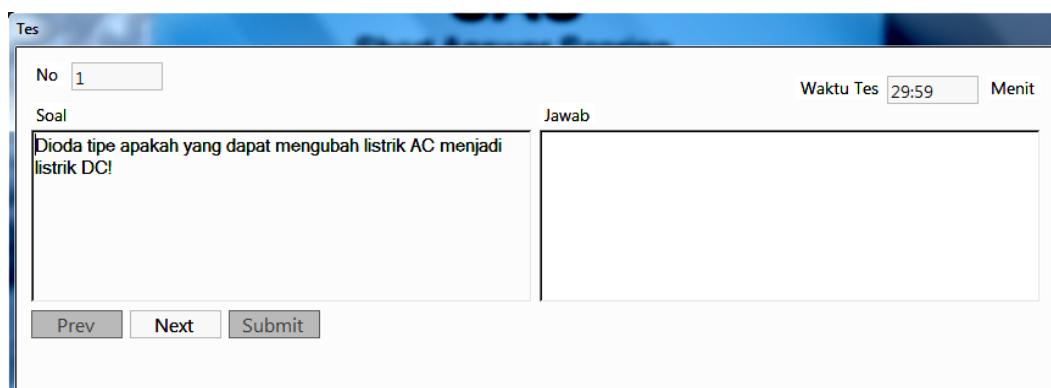 Tes
No 1
Waktu Tes 29:59 Menit
Soal
Jawab
Dioda tipe apakah yang dapat mengubah listrik AC menjadi
listrik DC!
Prev Next Submit